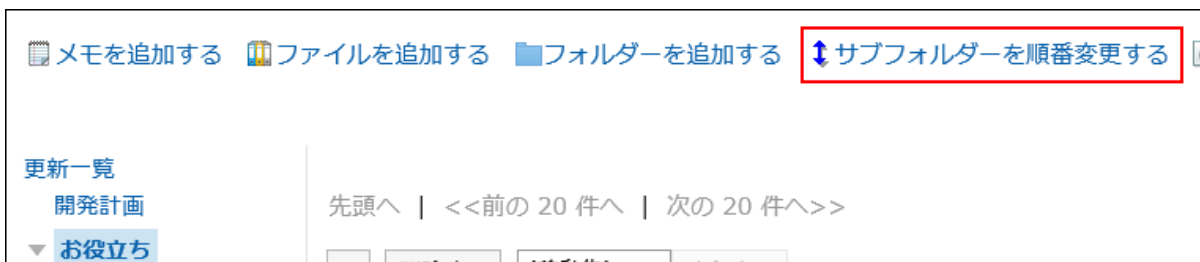 メモを追加する ファイルを追加する フォルダーを追加する サブフォルダーを順番変更する
更新一覧
開発計画
先頭へ | <<前の 20 件へ | 次の 20 件へ>>
お役立ち